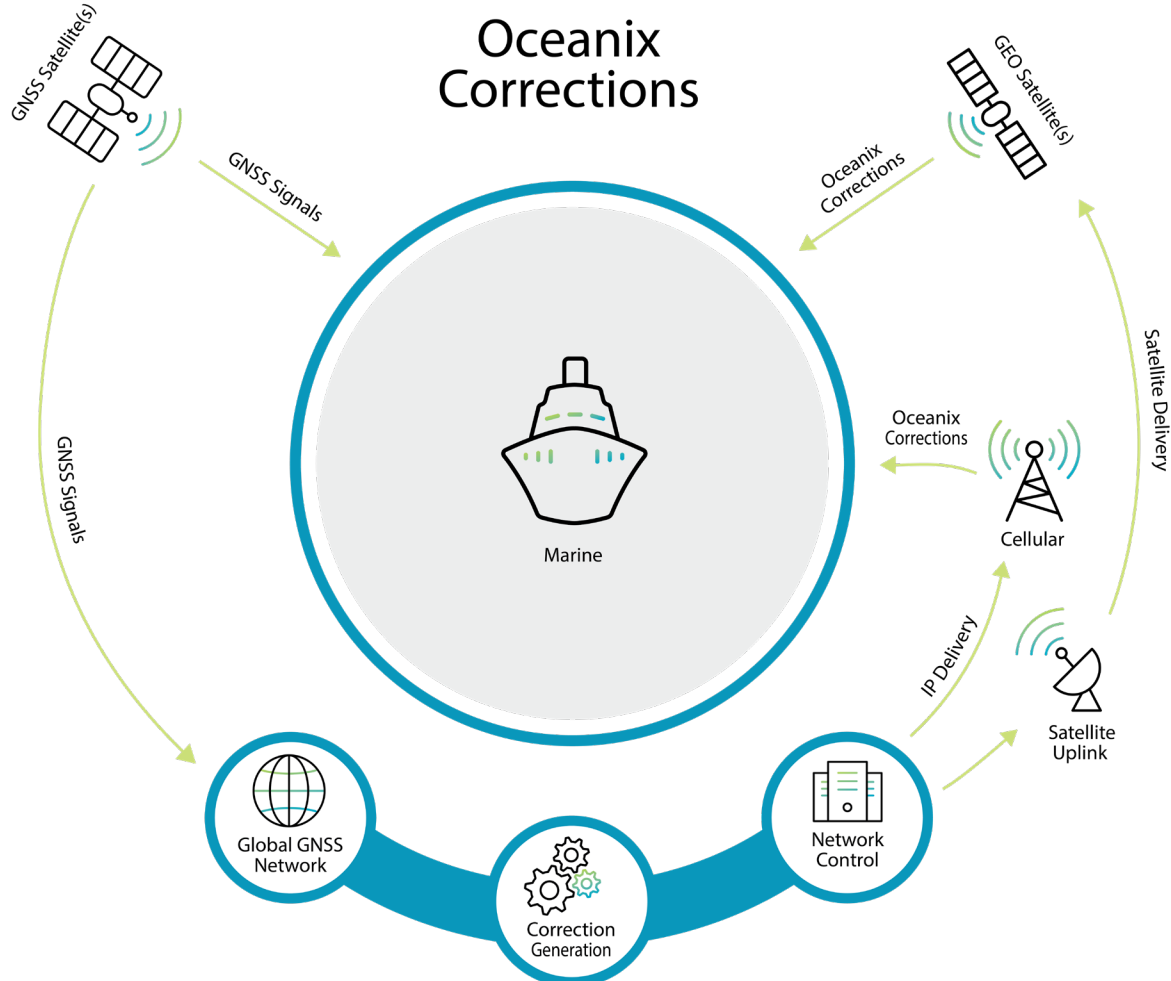 Oceanix
Corrections
GNSS Satellite(s)
GEO Satellite(s)
GNSS Signals
Oceanix
Corrections
GNSS Signals
Satellite Delivery
Oceanix
Corrections
Cellular
Marine
IP Delivery
Satellite
Uplink
Global GNSS
Network
Network
Control
Correction
Generation